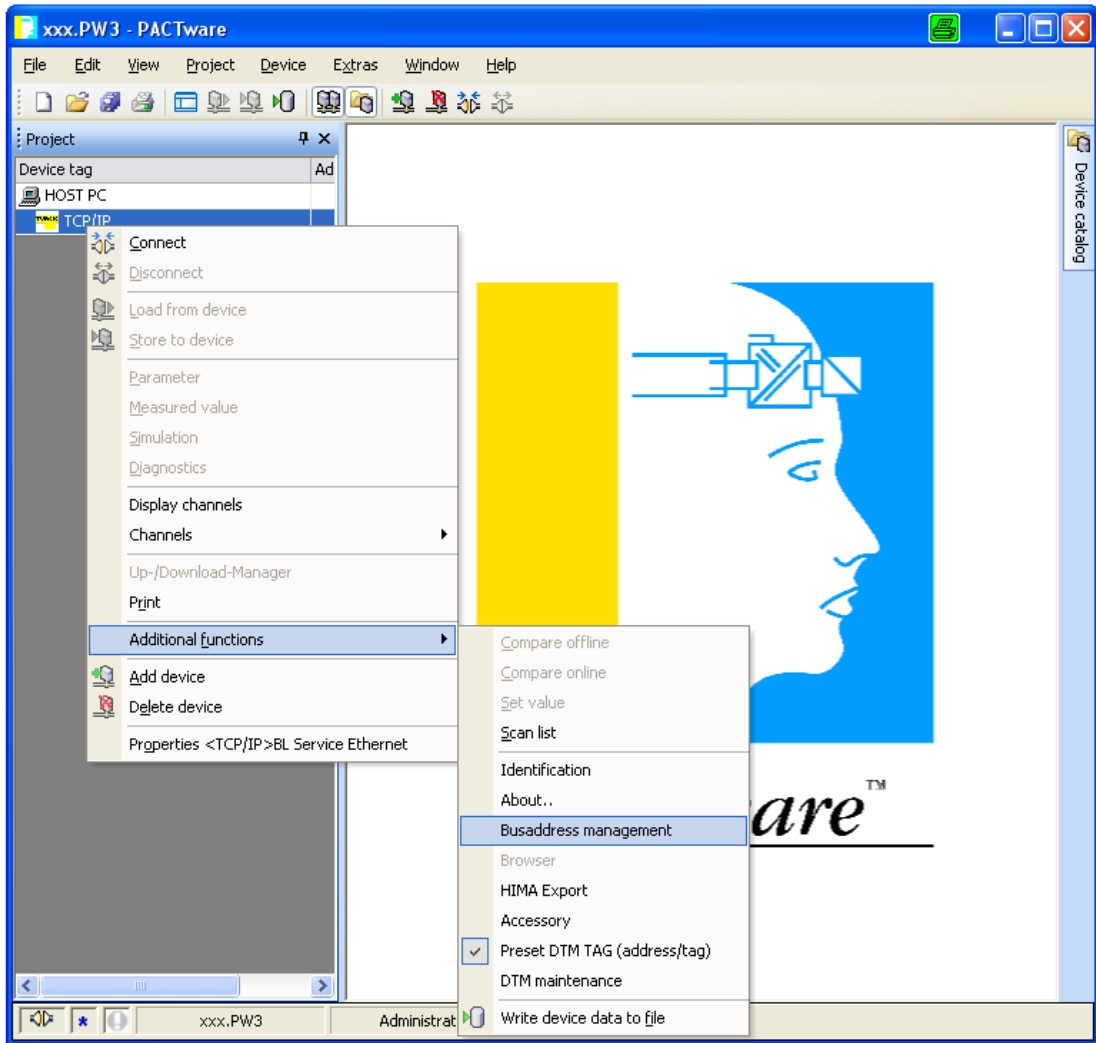 xxx.PW3 - PACTware
File Edit View Project Device Extras Window Help
Project
Device tag Ad
HOST PC
TURCK TCP/IP
Connect
Disconnect
Load from device
Store to device
Parameter
Measured value
Simulation
Diagnostics
Display channels
Channels
Up-/Download-Manager
Print
Additional functions
Add device
Delete device
Properties <TCP/IP>BL Service Ethernet
Compare offline
Compare online
Set value
Scan list
Identification
About..
Busaddress management
Browser
HIMA Export
Accessory
Preset DTM TAG (address/tag)
DTM maintenance
Write device data to file
are™
Device catalog
xxx.PW3 Administrat